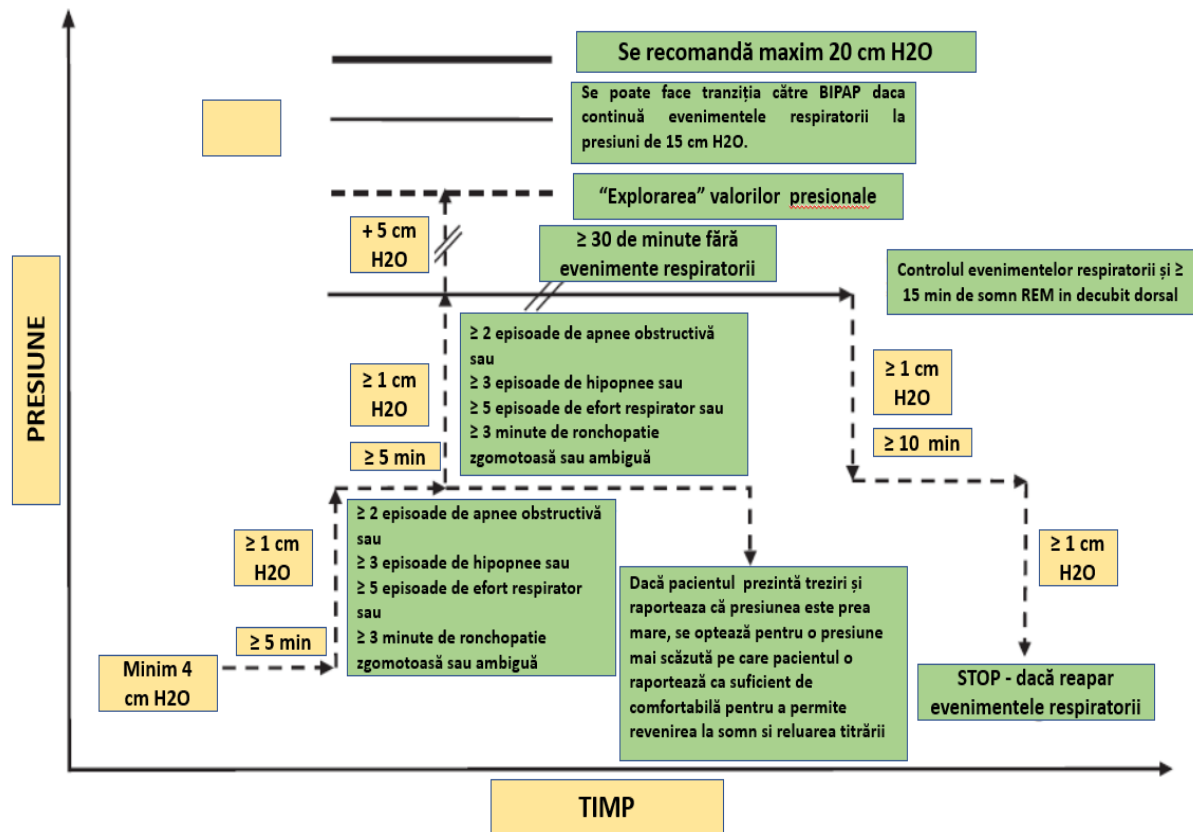 Se recomandă maxim 20 cm H2O
Se poate face tranziția către BIPAP daca
continuă evenimentele respiratorii la
presiuni de 15 cm H2O.
“Explorarea” valorilor presionale
+ 5 cm
H2O
≥ 30 de minute fără
evenimente respiratorii
Controlul evenimentelor respiratorii și ≥
15 min de somn REM in decubit dorsal
PRESIUNE
≥ 2 episoade de apnee obstructivă
sau
≥ 3 episoade de hipopnee sau
≥ 5 episoade de efort respirator sau
≥ 3 minute de ronchopatie
zgomotoasă sau ambiguă
≥ 1 cm
H2O
≥ 5 min
≥ 1 cm
H2O
≥ 10 min
≥ 2 episoade de apnee obstructivă
sau
≥ 3 episoade de hipopnee sau
≥ 5 episoade de efort respirator
sau
≥ 3 minute de ronchopatie
zgomotoasă sau ambiguă
≥ 1 cm
H2O
≥ 5 min
Minim 4
cm H2O
Dacă pacientul prezintă treziri și
raporteaza că presiunea este prea
mare, se optează pentru o presiune
mai scăzută pe care pacientul o
raportează ca suficient de
comfortabilă pentru a permite
revenirea la somn si reluarea titrării
≥ 1 cm
H2O
STOP - dacă reapar
evenimentele respiratorii
TIMP